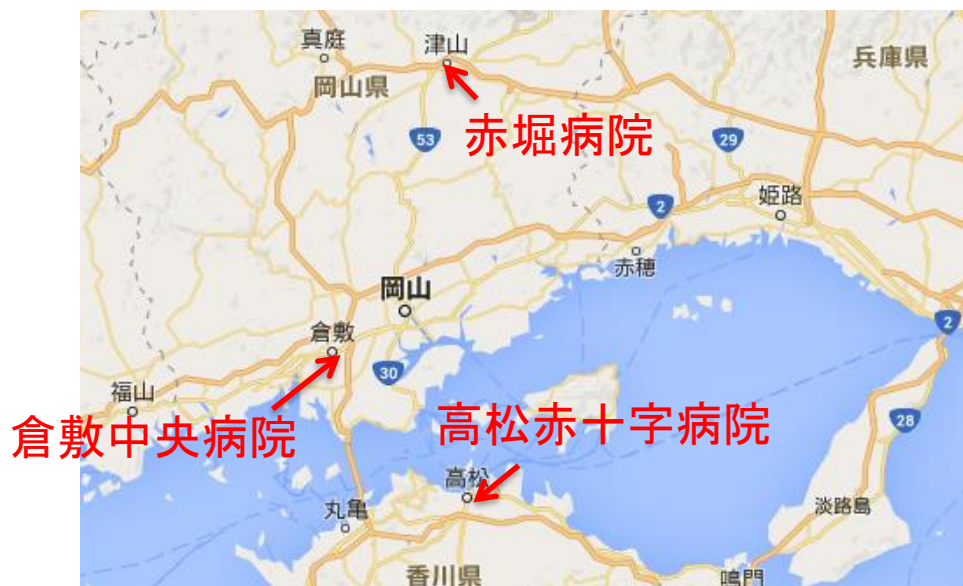 真庭
津山
兵庫県
岡山県
赤堀病院
53
29
2
姫路
赤穂
岡山
倉敷
2
30
福山
倉敷中央病院
高松赤十字病院
28
高松
丸亀
淡路島
香川県
鳴門